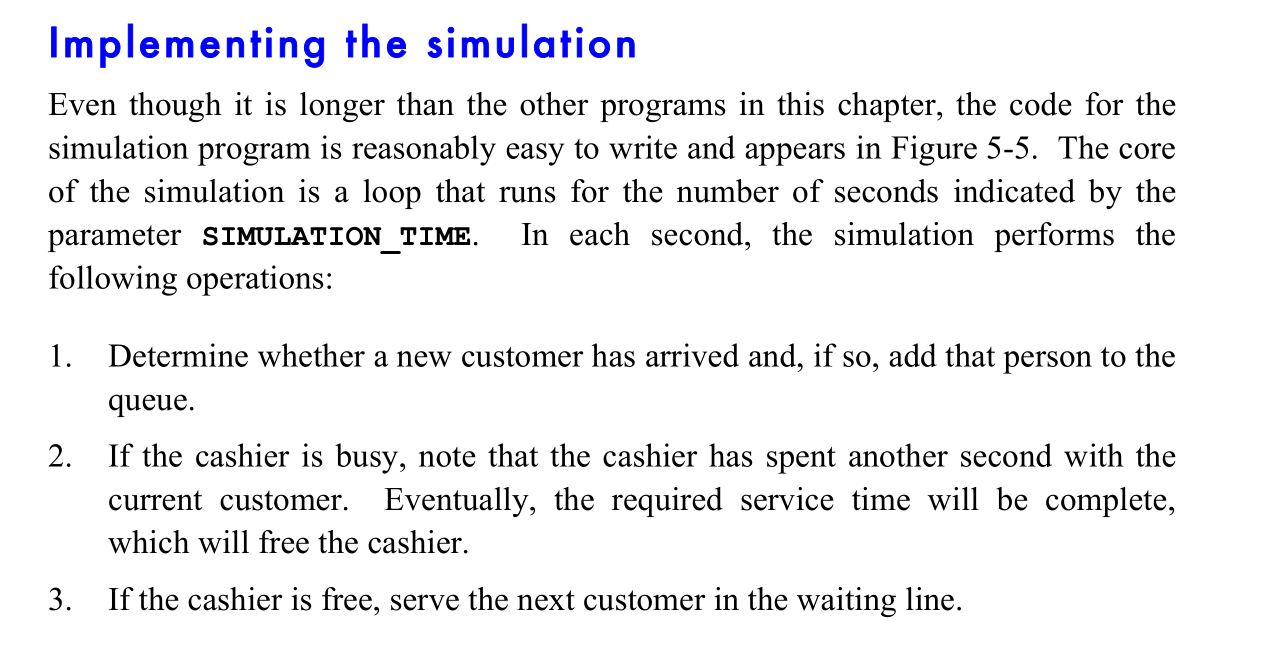 Implementing the simulation
Even though it is longer than the other programs in this chapter, the code for the
simulation program is reasonably easy to write and appears in Figure 5-5. The core
of the simulation is a loop that runs for the number of seconds indicated by the
parameter SIMULATION_TIME. In each second, the simulation performs the
following operations:
1. Determine whether a new customer has arrived and, if so, add that person to the
queue.
2. If the cashier is busy, note that the cashier has spent another second with the
current customer. Eventually, the required service time will be complete,
which will free the cashier.
3. If the cashier is free, serve the next customer in the waiting line.